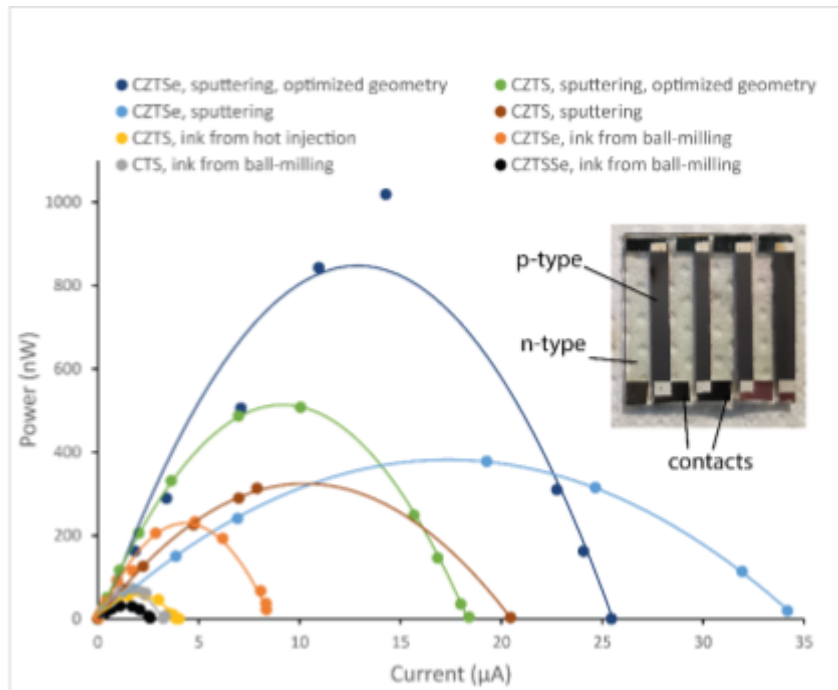 CZTSe, sputtering, optimized geometry
CZTS, sputtering, optimized geometry
CZTSe, sputtering
CZTS, sputtering
CZTS, ink from hot injection
CZTSe, ink from ball-milling
CTS, ink from ball-milling
CZTSSe, ink from ball-milling
1000
800
600
400
200
0
Power (nW)
p-type
n-type
contacts
0
5
10
15
20
25
30
35
Current (µA)